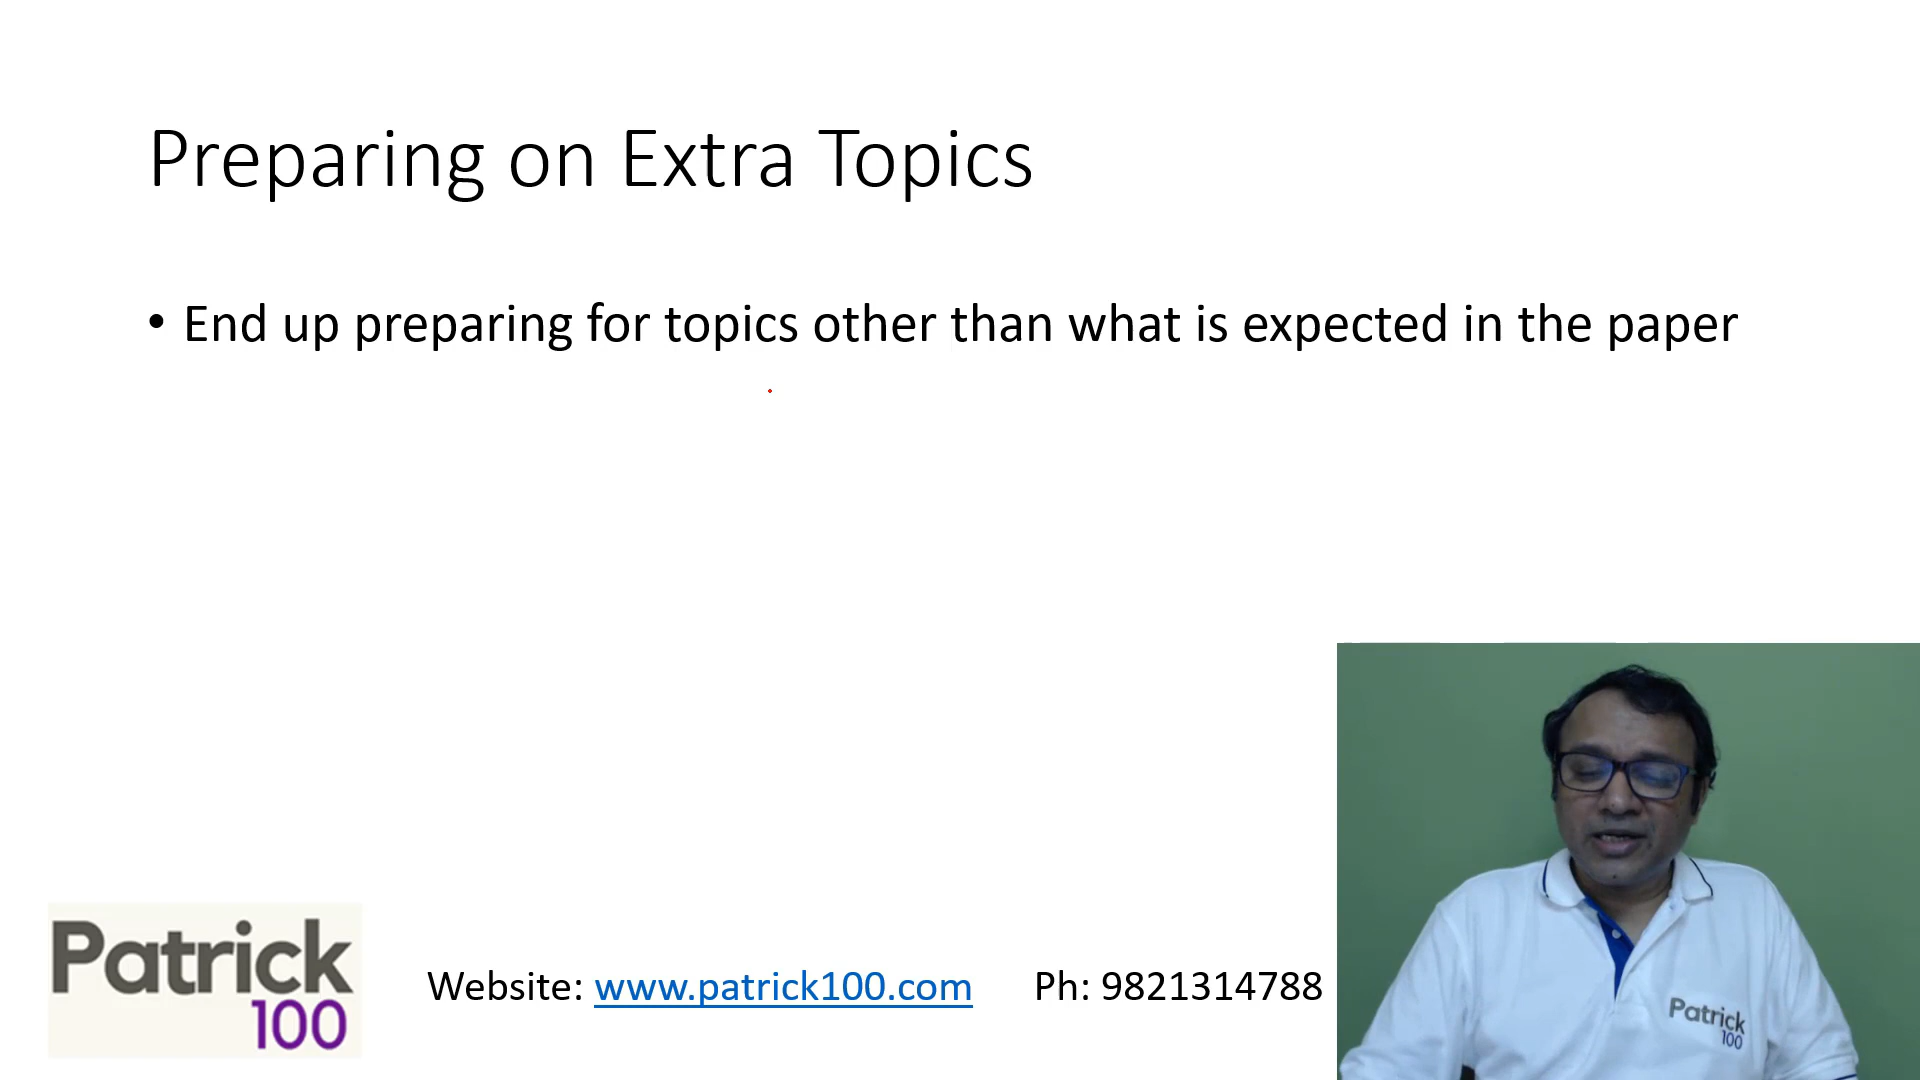 Preparing on Extra Topics
• End up preparing for topics other than what is expected in the paper
Patrick
100
Website: www.patrick100.com Ph: 9821314788
Patrick
100